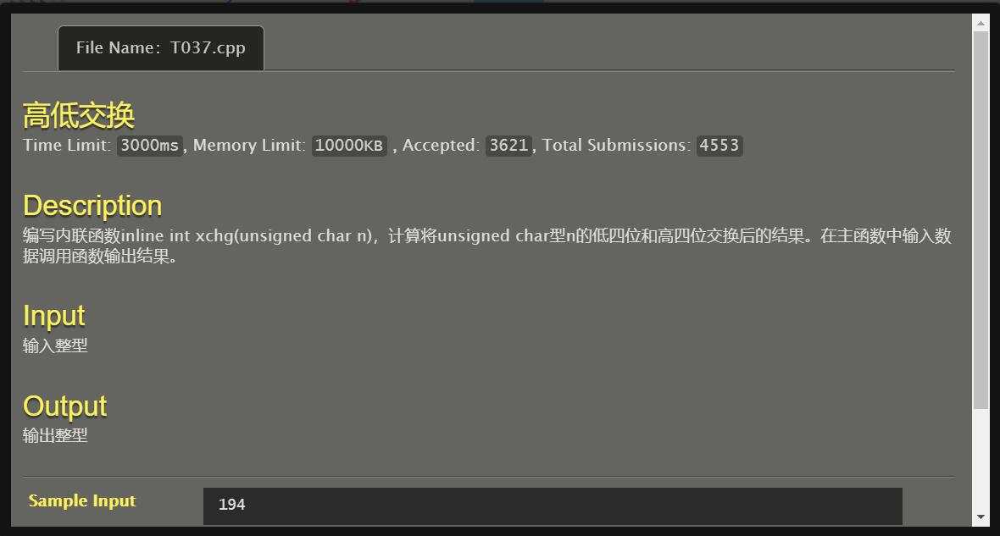 File Name: T037.cpp
高低交换
Time Limit: 3000ms, Memory Limit: 10000KB , Accepted: 3621, Total Submissions: 4553
Description
编写内联函数inline int xchg(unsigned char n)，计算将unsigned char型n的低四位和高四位交换后的结果。在主函数中输入数
据调用函数输出结果。
Input
输入整型
Output
输出整型
Sample Input
194